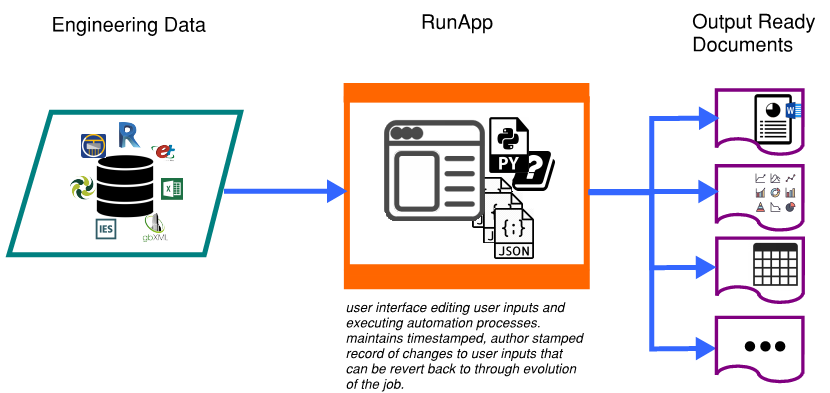 Engineering Data
RunApp
Output Ready
Documents
R
et
X
IES
gbXML
PY
?
{;}
JSON
W
user interface editing user inputs and
executing automation processes.
maintains timestamped, author stamped
record of changes to user inputs that
can be revert back to through evolution
of the job.